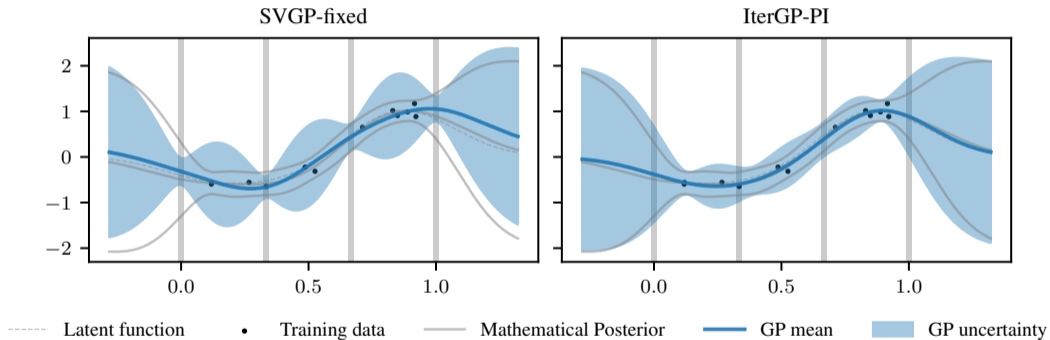 SVGP-fixed
IterGP-PI
2
1
0
−1
−2
0.0 0.5 1.0
0.0 0.5 1.0
Latent function Training data Mathematical Posterior GP mean GP uncertainty